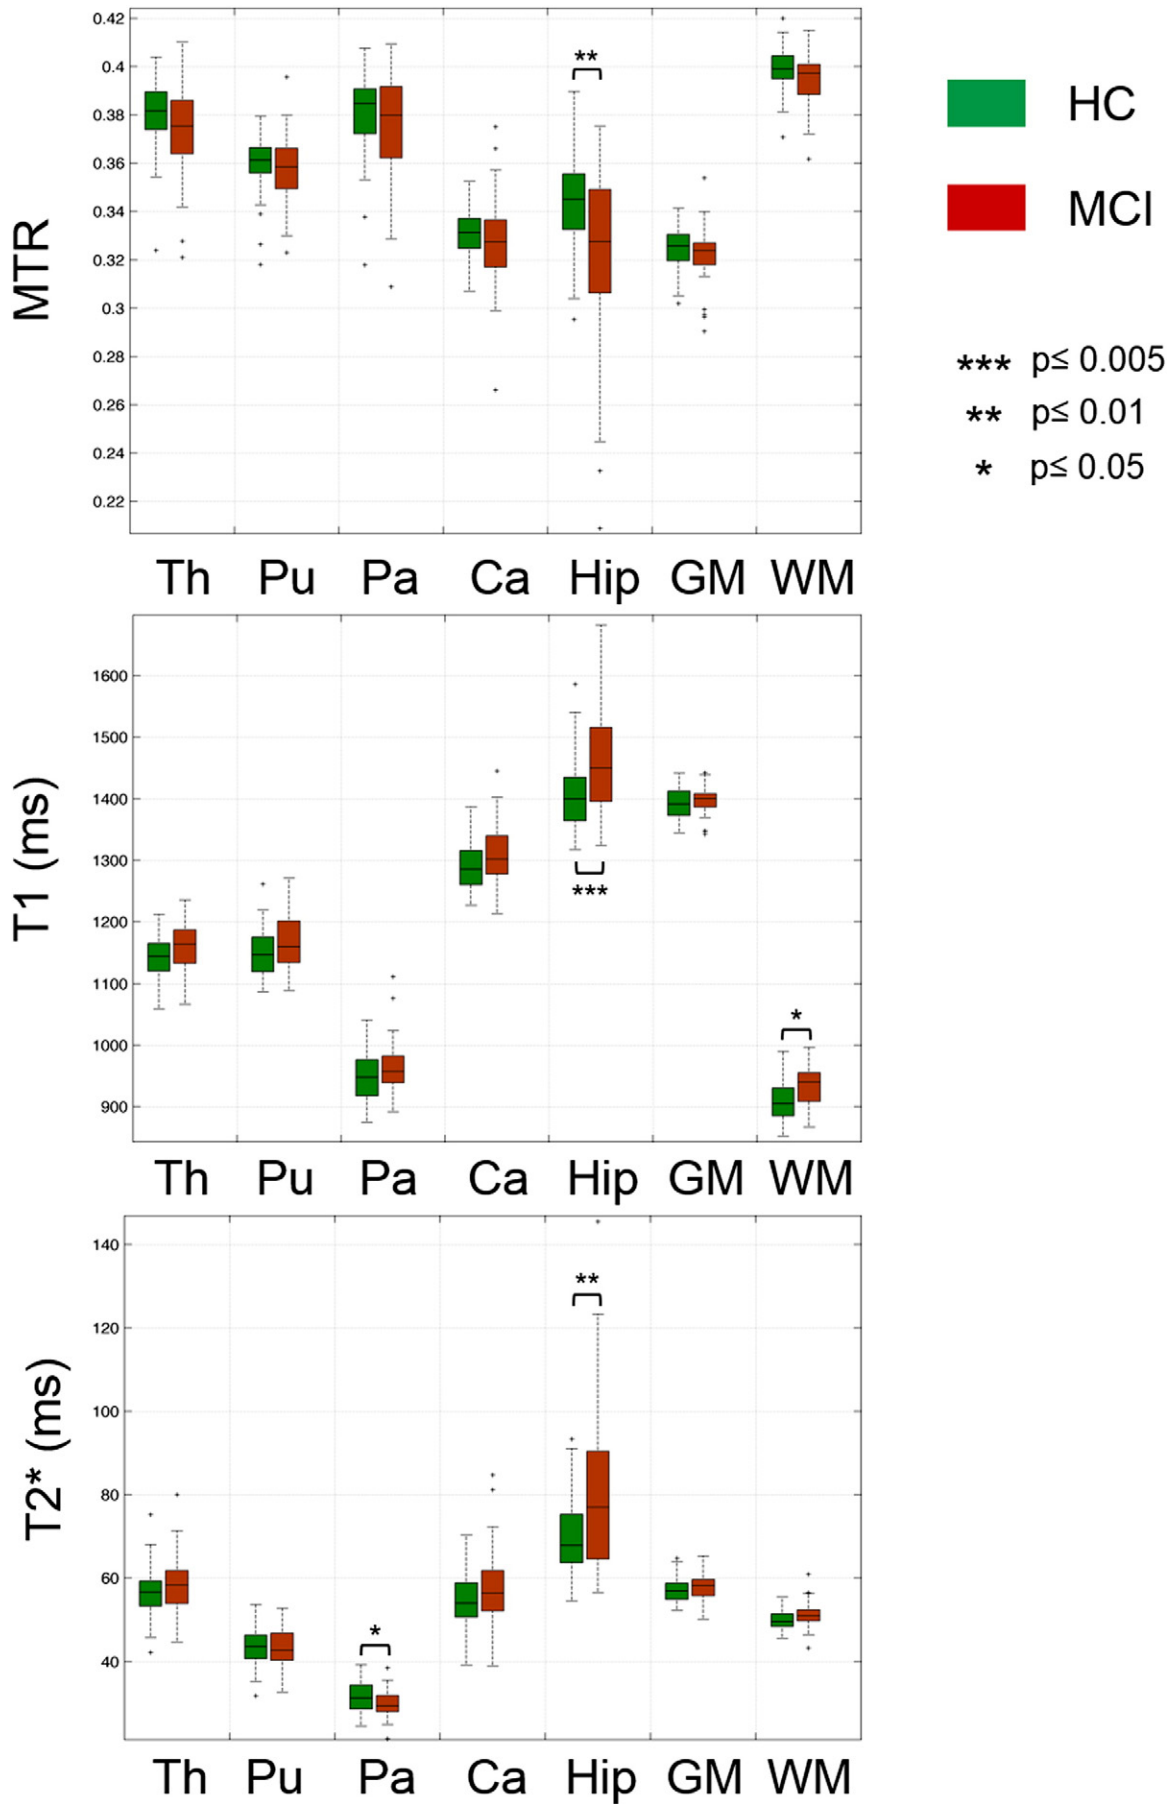 MTR
0.42
0.4
0.38
0.36
0.34
0.32
0.3
0.28
0.26
0.24
0.22
**
Th Pu Pa Ca Hip GM WM
HC
MCI
*** p≤ 0.005
** p≤ 0.01
* p≤ 0.05
T1 (ms)
1600
1500
1400
1300
1200
1100
1000
900
***
*
Th Pu Pa Ca Hip GM WM
T2* (ms)
140
120
100
80
60
40
**
*
Th Pu Pa Ca Hip GM WM